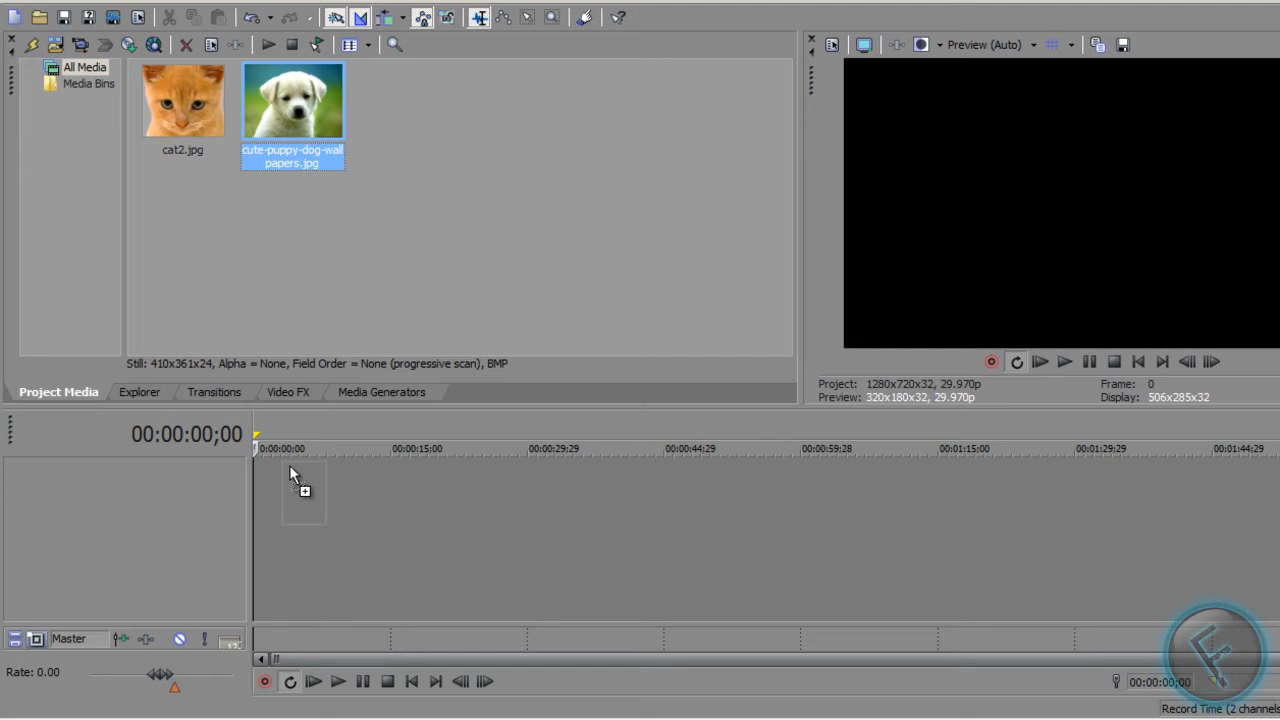 Preview (Auto)
All Media
Media Bins
cat2.jpg
cute-puppy-dog-wall
papers.jpg
Still: 410x361x24, Alpha = None, Field Order = None (progressive scan), BMP
Project Media
Explorer
Transitions
Video FX
Media Generators
Project: 1280x720x32, 29.970p
Preview: 320x180x32, 29.970p
Frame: 0
Display: 506x285x32
00:00:00;00
0:00:00;00
00:00:15;00
00:00:29;29
00:00:44;29
00:00:59;28
00:01:15;00
00:01:29;29
00:01:44;29
Master
Rate: 0.00
00:00:00;00
Record Time (2 channels